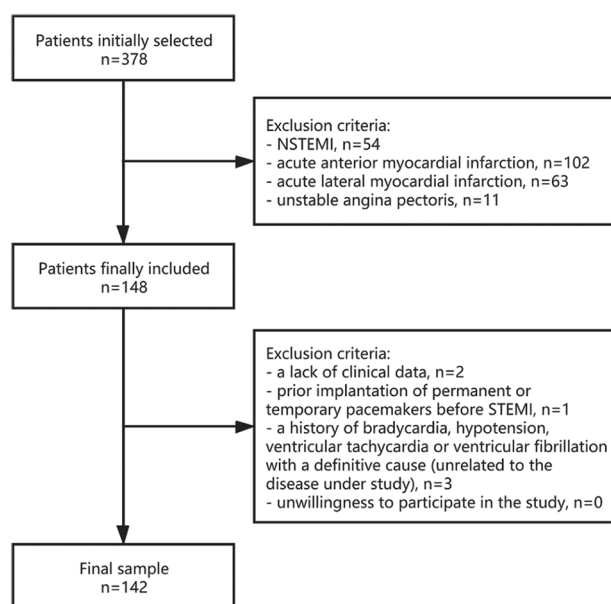 Patients initially selected
n=378
Exclusion criteria:
- NSTEMI, n=54
- acute anterior myocardial infarction, n=102
- acute lateral myocardial infarction, n=63
- unstable angina pectoris, n=11
Patients finally included
n=148
Exclusion criteria:
- a lack of clinical data, n=2
- prior implantation of permanent or
temporary pacemakers before STEMI, n=1
- a history of bradycardia, hypotension,
ventricular tachycardia or ventricular fibrillation
with a definitive cause (unrelated to the
disease under study), n=3
- unwillingness to participate in the study, n=0
Final sample
n=142